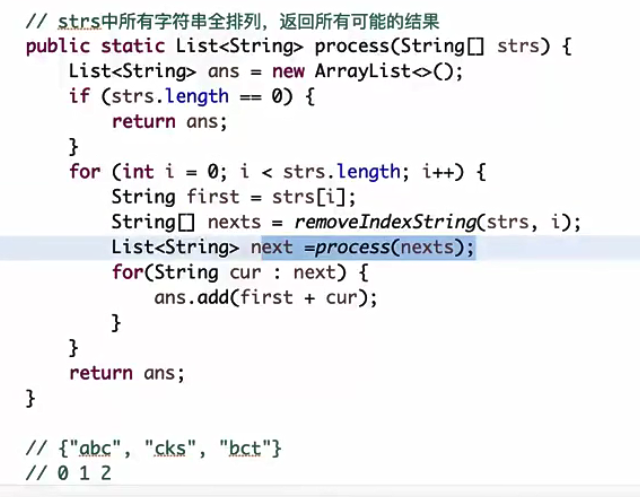 // strs中所有字符串全排列，返回所有可能的结果
public static List<String> process(String[] strs) {
List<String> ans = new ArrayList<>();
if (strs.length == 0) {
return ans;
}
for (int i = 0; i < strs.length; i++) {
String first = strs[i];
String[] nexts = removeIndexString(strs, i);
List<String> next =process(nexts);
for(String cur : next) {
ans.add(first + cur);
}
}
return ans;
}
// {"abc", "cks", "bct"}
// 0 1 2